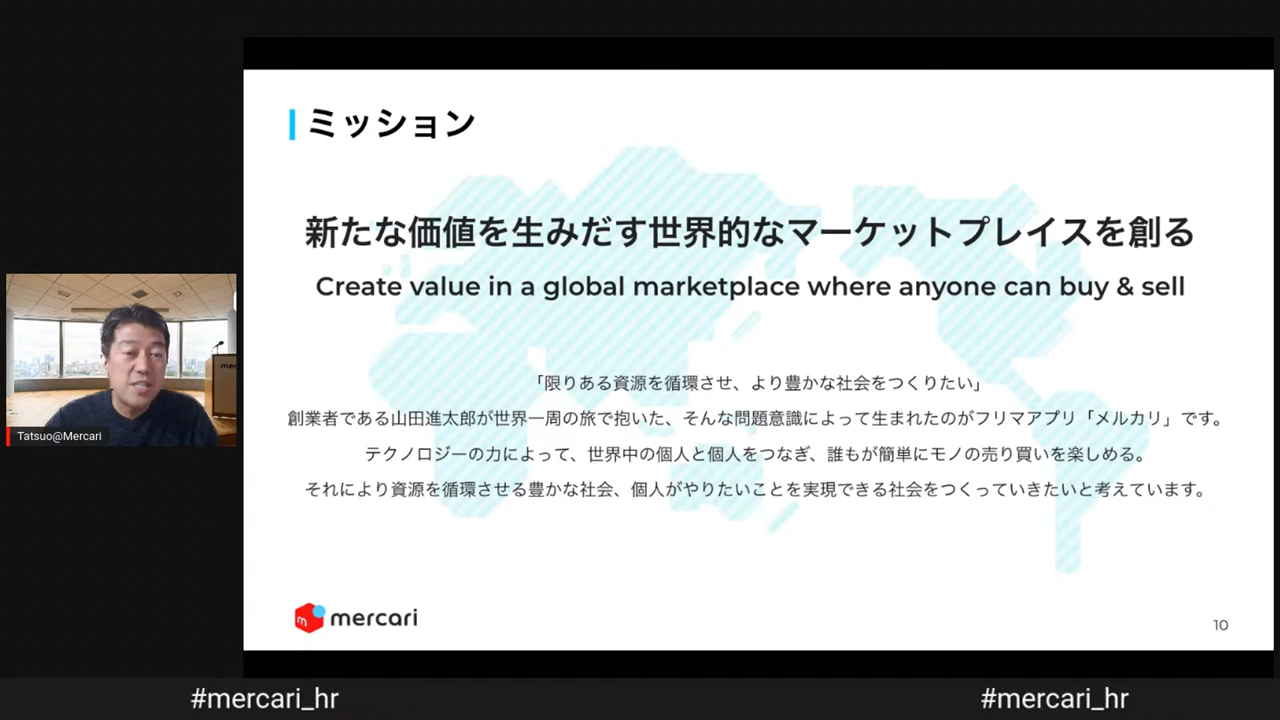 ミッション
新たな価値を生みだす世界的なマーケットプレイスを創る
Create value in a global marketplace where anyone can buy & sell
「限りある資源を循環させ、より豊かな社会をつくりたい」
創業者である山田進太郎が世界一周の旅で抱いた、そんな問題意識によって生まれたのがフリマアプリ「メルカリ」です。
テクノロジーの力によって、世界中の個人と個人をつなぎ、誰もが簡単にモノの売り買いを楽しめる。
それにより資源を循環させる豊かな社会、個人がやりたいことを実現できる社会をつくっていきたいと考えています。
mer
Tatsuo@Mercari
m mercari
10
#mercari_hr
#mercari_hr